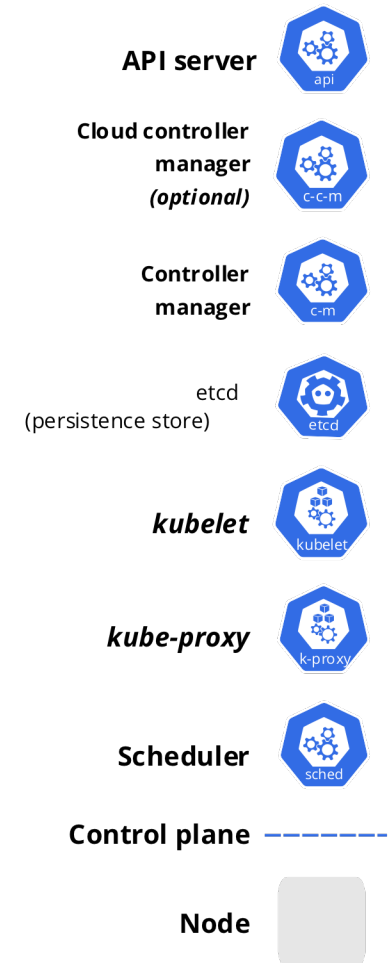 API server
api
Cloud controller
manager
(optional)
c-c-m
Controller
manager
c-m
etcd
(persistence store)
etcd
kubelet
kubelet
kube-proxy
k-proxy
Scheduler
sched
Control plane
Node